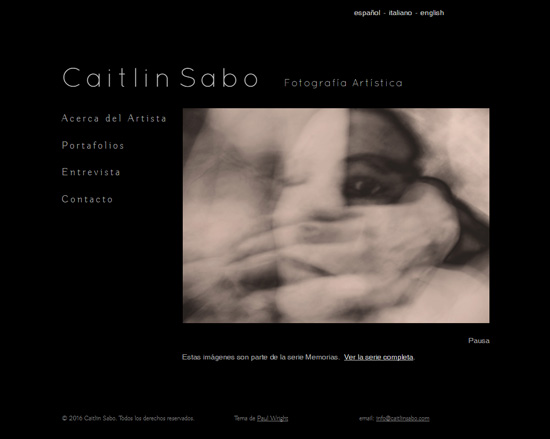 español - italiano - english
Caitlin Sabo Fotografía Artística
Acerca del Artista
Portafolios
Entrevista
Contacto
Pausa
Estas imàgenes son parte de la serie Memorias. Ver la serie completa.
© 2016 Caitlin Sabo. Todos los derechos reservados. Tema de Paul Wright email: info@caitlinsabo.com